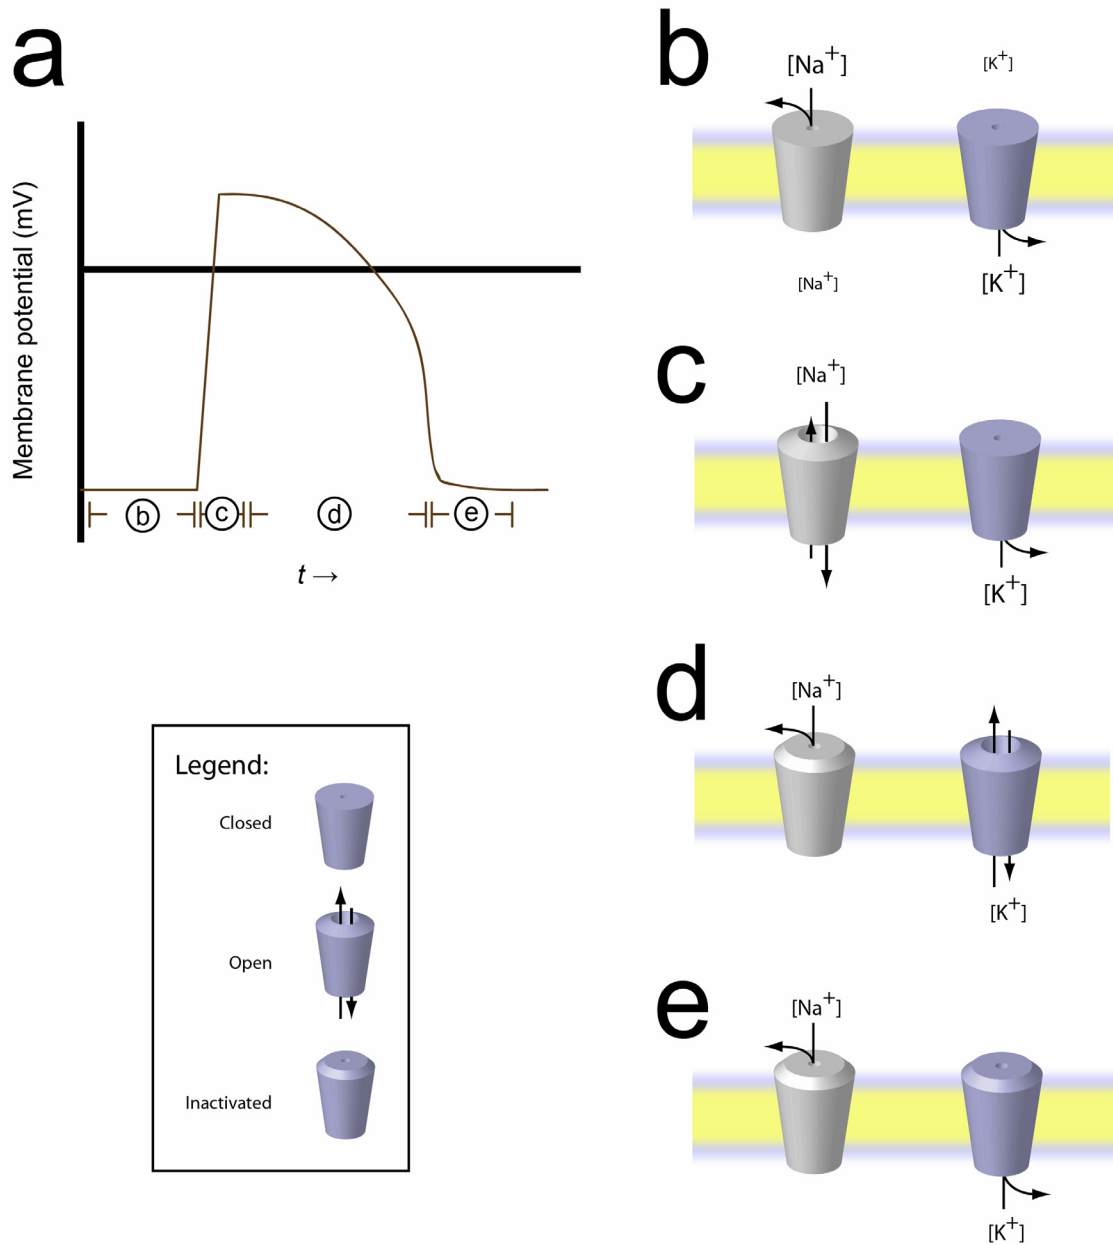 a
Membrane potential (mV)
b
c
d
e
t →
Legend:
Closed
Open
Inactivated
b
[Na⁺]
[K⁺]
[Na⁺]
[K⁺]
c
[Na⁺]
[K⁺]
d
[Na⁺]
[K⁺]
e
[Na⁺]
[K⁺]